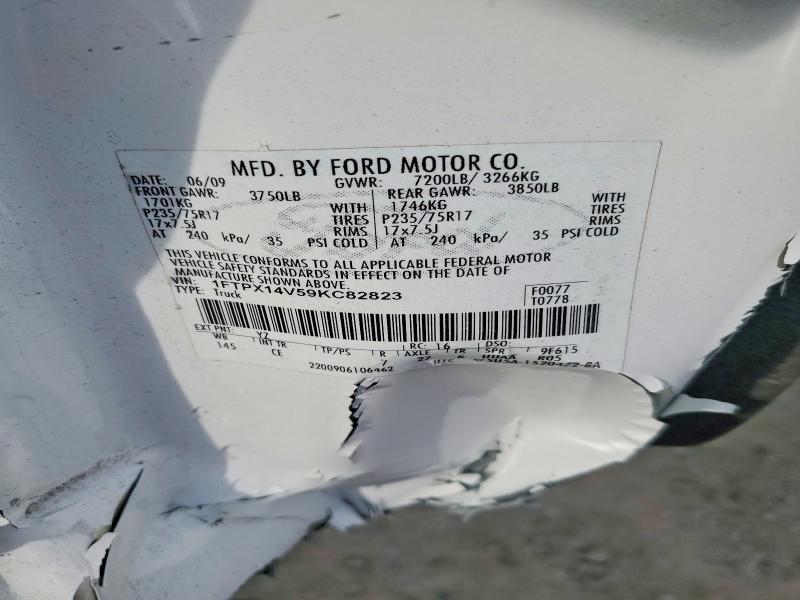 MFD. BY FORD MOTOR CO.
DATE: 06/09 GVWR: 7200LB/ 3266KG
FRONT GAWR: 3750LB REAR GAWR: 3850LB
1701KG WITH 1746KG WITH
P235/75R17 TIRES P235/75R17 TIRES
17x7.5J RIMS 17x7.5J RIMS
AT 240 kPa/ 35 PSI COLD AT 240 kPa/ 35 PSI COLD
THIS VEHICLE CONFORMS TO ALL APPLICABLE FEDERAL MOTOR
VEHICLE SAFETY STANDARDS IN EFFECT ON THE DATE OF
MANUFACTURE SHOWN ABOVE.
VIN: 1FTPX14V59KC82823 F0077
TYPE: Truck T0778
EXT PNT: YZ RC: 16 DSO:
WB INT TR TP/PS R AXLE TR SPR 9F615
145 CE 7 R05
2200906106462